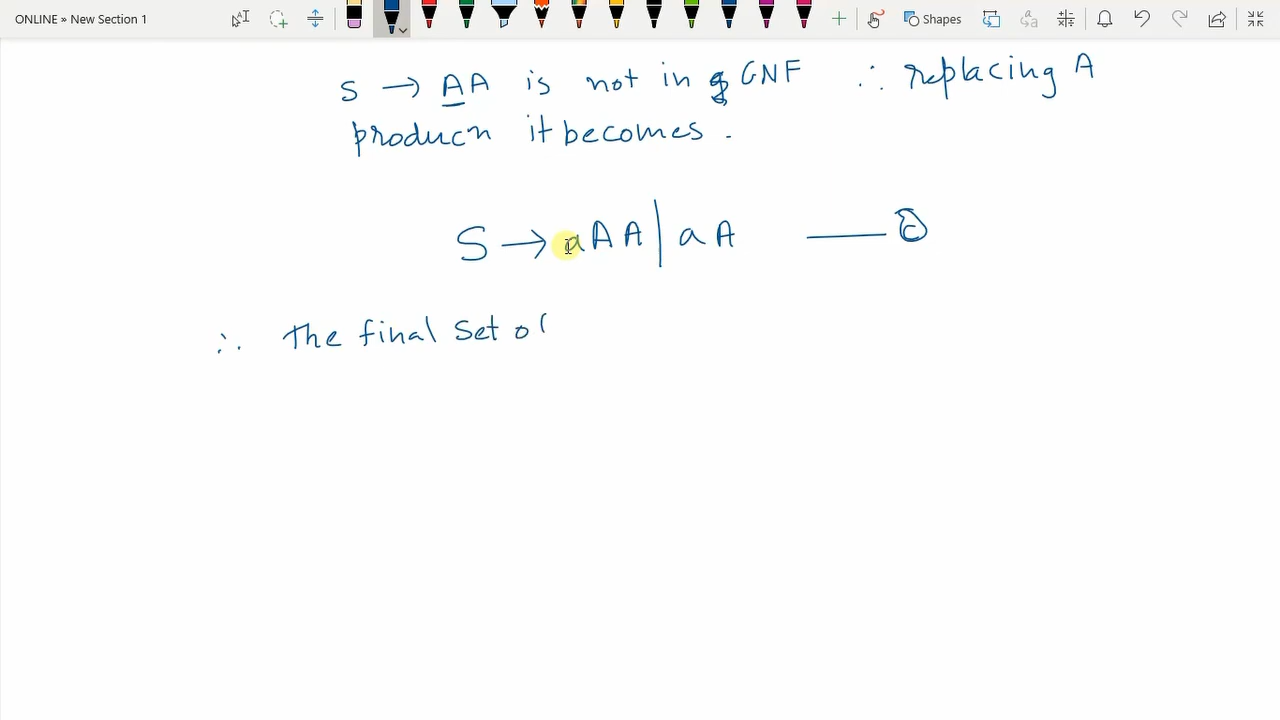 ONLINE » New Section 1
Shapes
S → AA is not in GNF ∴ replacing A
producn it becomes .
S → aAA | aA —— C
∴ The final Set of